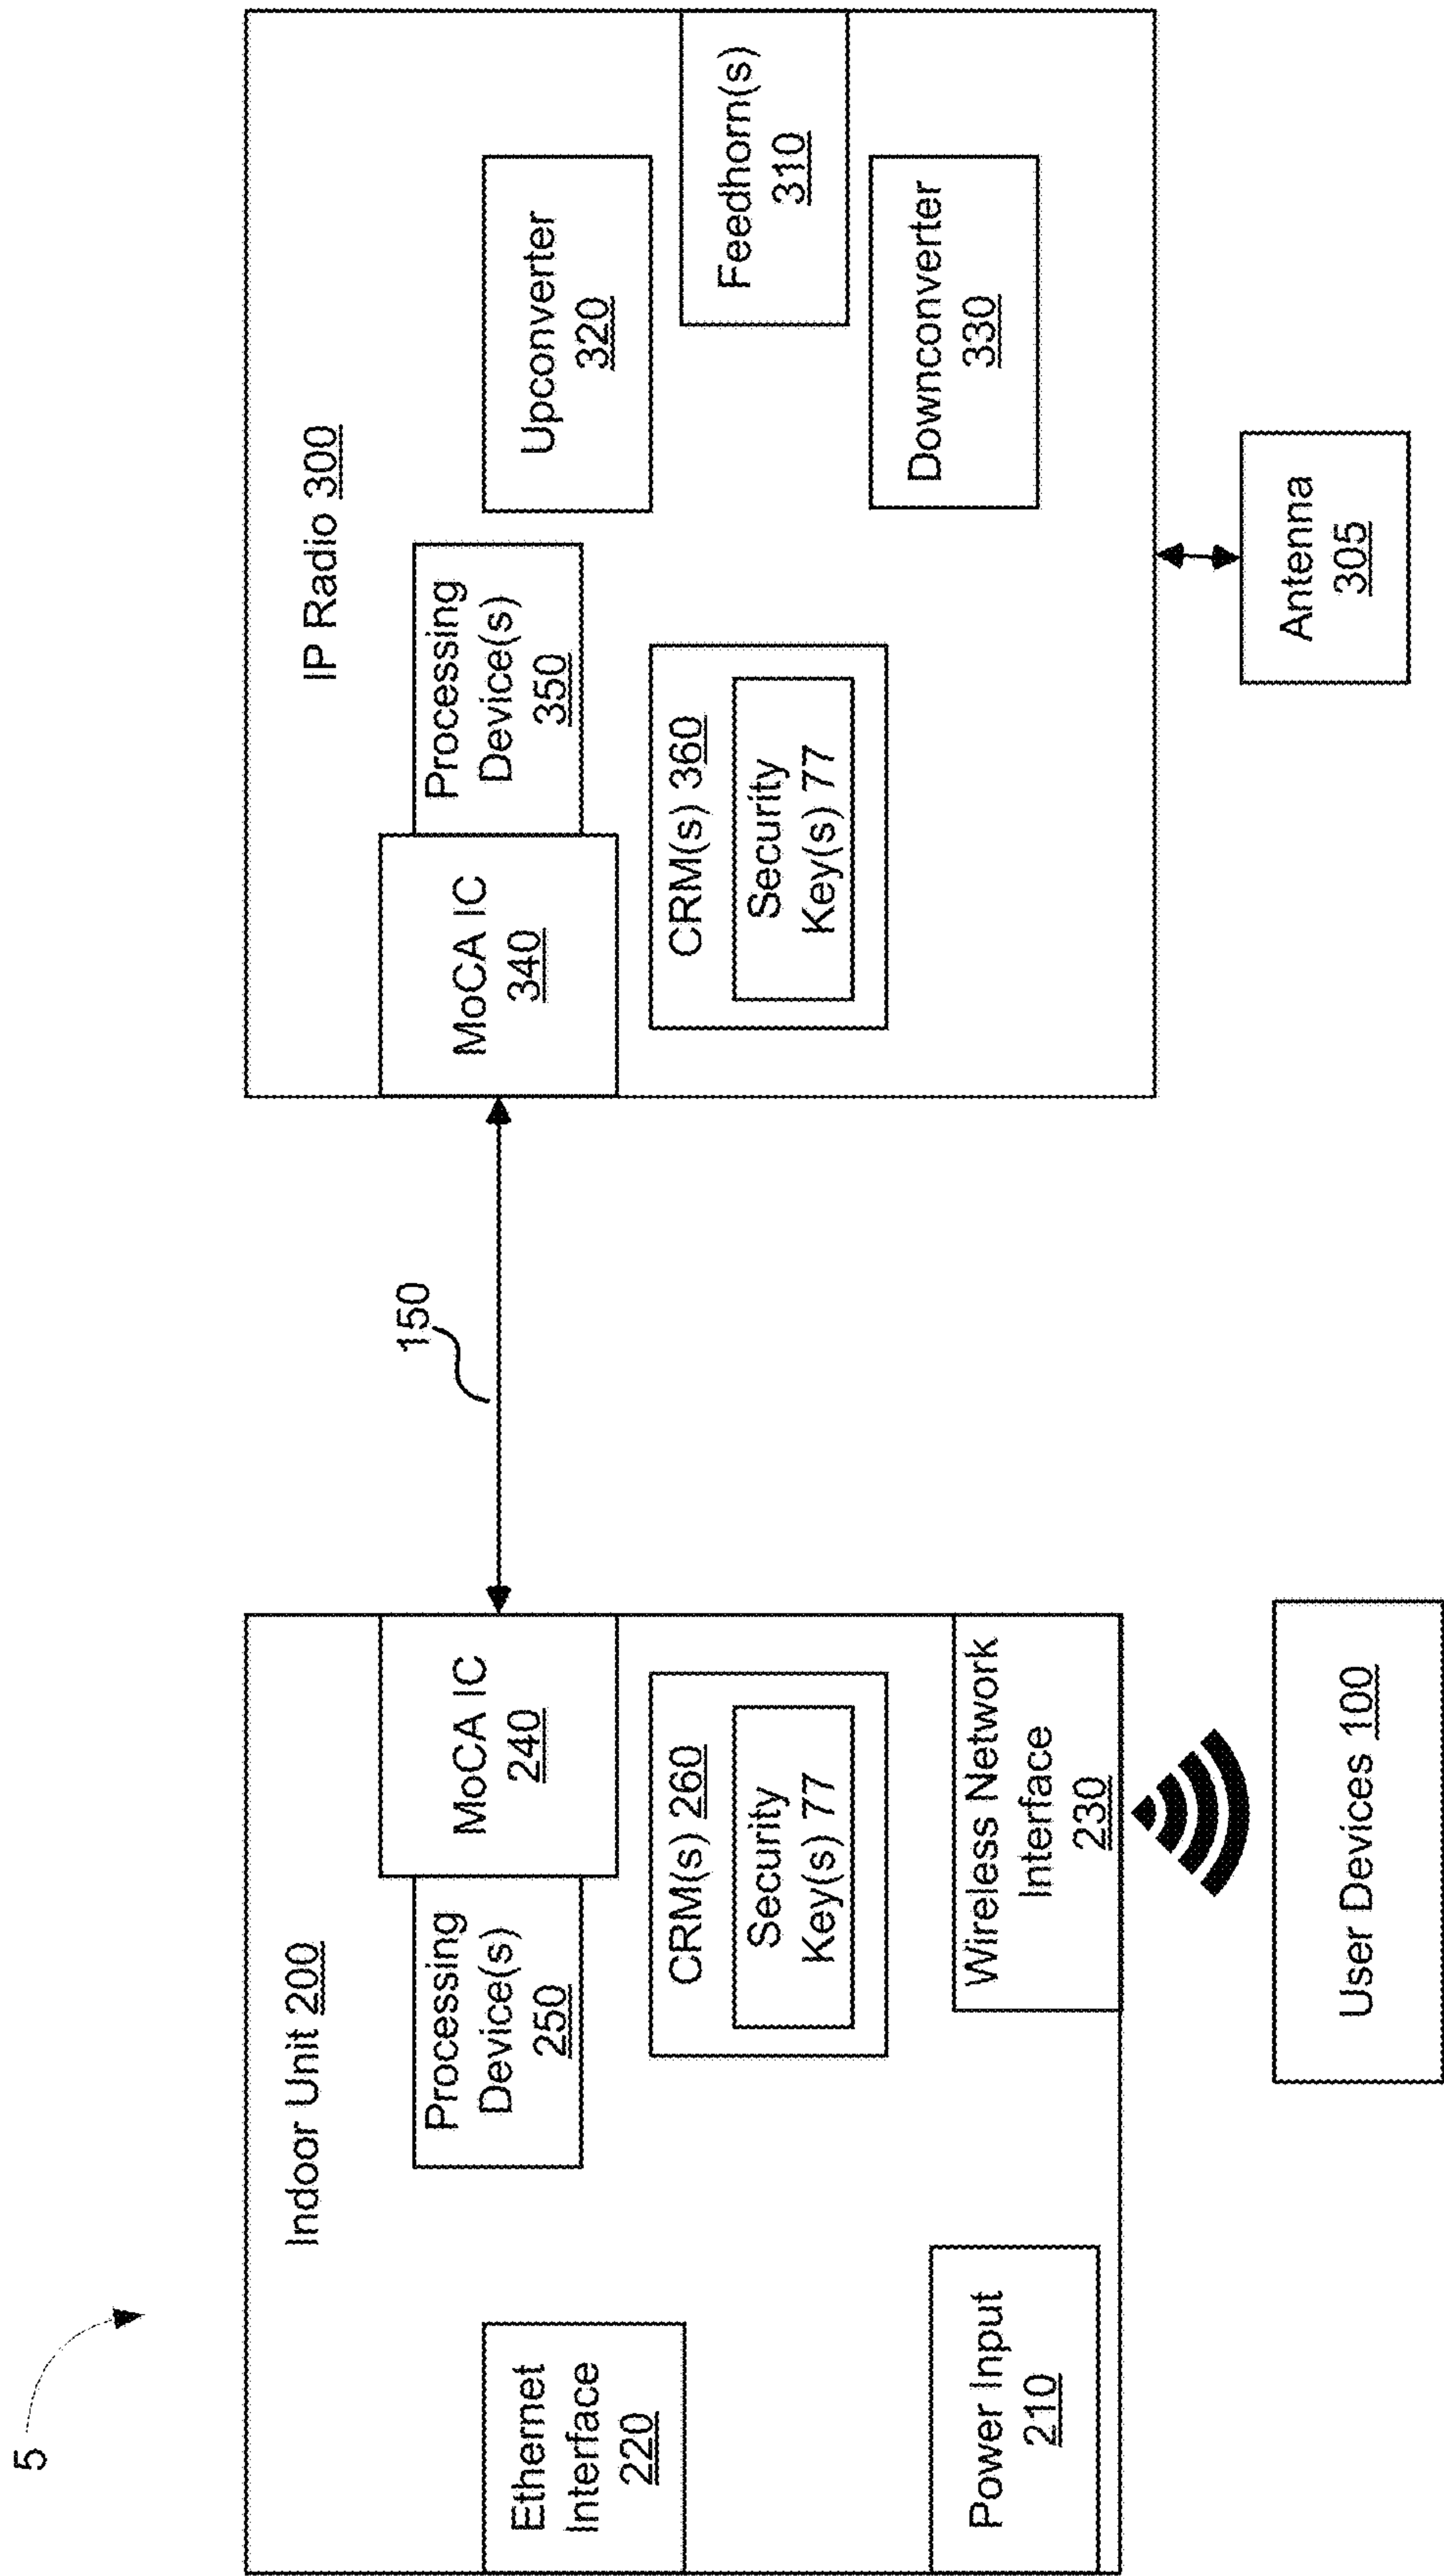 5
Indoor Unit 200
Ethernet
Interface
220
Power Input
210
Processing
Device(s)
250
MoCA IC
240
CRM(s) 260
Security
Key(s) 77
Wireless Network
Interface
230
User Devices 100
150
IP Radio 300
MoCA IC
340
Processing
Device(s)
350
CRM(s) 360
Security
Key(s) 77
Upconverter
320
Feedhorn(s)
310
Downconverter
330
Antenna
305